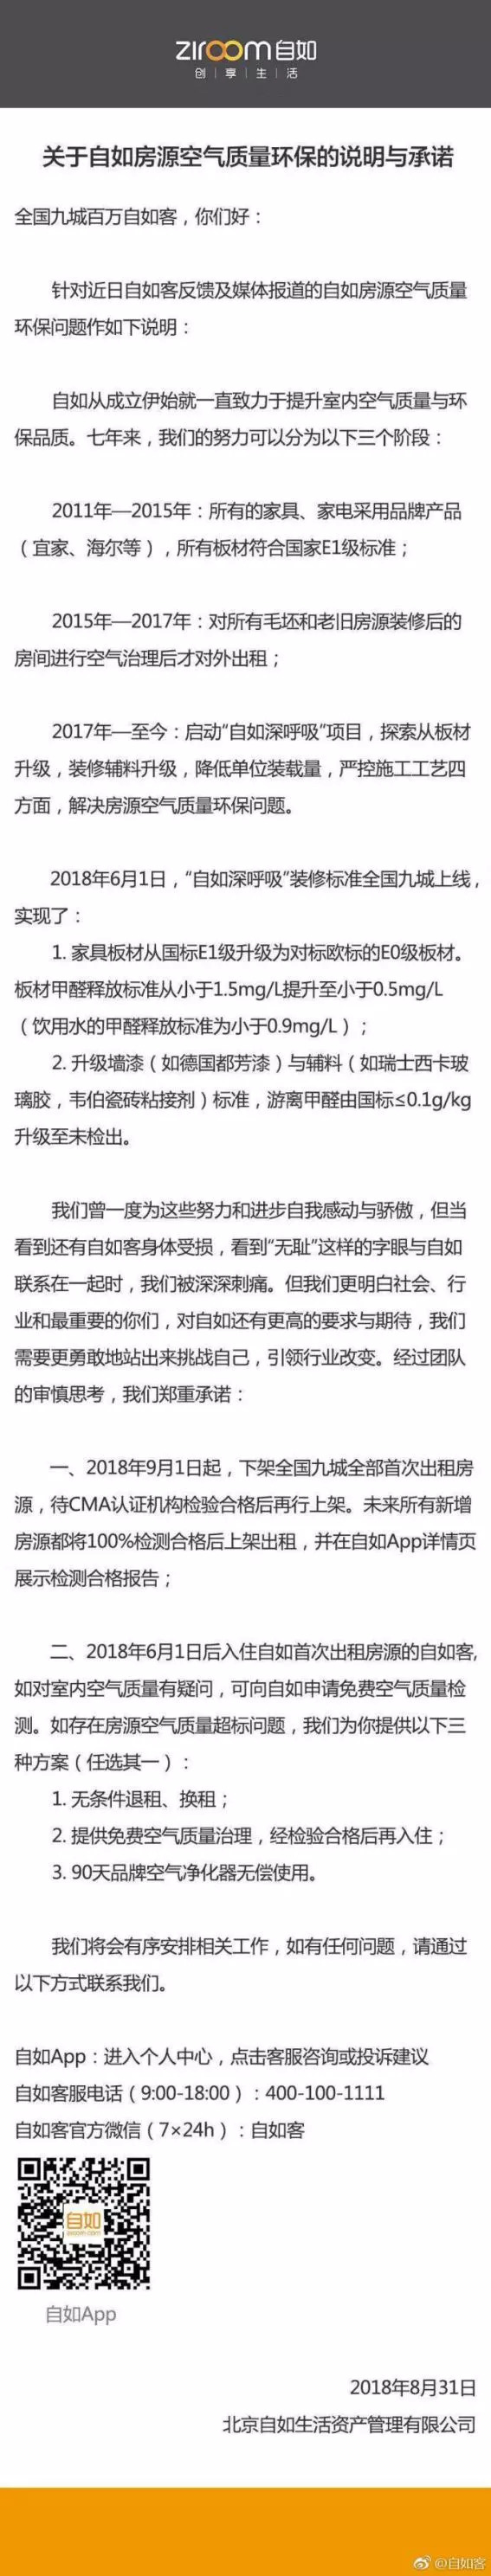 ziroom自如
创 | 享 | 生 | 活
关于自如房源空气质量环保的说明与承诺
全国九城百万自如客，你们好：
针对近日自如客反馈及媒体报道的自如房源空气质量
环保问题作如下说明：
自如从成立伊始就一直致力于提升室内空气质量与环
保品质。七年来，我们的努力可以分为以下三个阶段：
2011年—2015年：所有的家具、家电采用品牌产品
（宜家、海尔等），所有板材符合国家E1级标准；
2015年—2017年：对所有毛坯和老旧房源装修后的
房间进行空气治理后才对外出租；
2017年—至今：启动“自如深呼吸”项目，探索从板材
升级，装修辅料升级，降低单位装载量，严控施工工艺四
方面，解决房源空气质量环保问题。
2018年6月1日，“自如深呼吸”装修标准全国九城上线，
实现了：
1. 家具板材从国标E1级升级为对标欧标的E0级板材。
板材甲醛释放标准从小于1.5mg/L提升至小于0.5mg/L
（饮用水的甲醛释放标准为小于0.9mg/L）；
2. 升级墙漆（如德国都芳漆）与辅料（如瑞士西卡玻
璃胶，韦伯瓷砖粘接剂）标准，游离甲醛由国标≤0.1g/kg
升级至未检出。
我们曾一度为这些努力和进步自我感动与骄傲，但当
看到还有自如客身体受损，看到“无耻”这样的字眼与自如
联系在一起时，我们被深深刺痛。但我们更明白社会、行
业和最重要的你们，对自如还有更高的要求与期待，我们
需要更勇敢地站出来挑战自己，引领行业改变。经过团队
的审慎思考，我们郑重承诺：
一、2018年9月1日起，下架全国九城全部首次出租房
源，待CMA认证机构检验合格后再行上架。未来所有新增
房源都将100%检测合格后上架出租，并在自如App详情页
展示检测合格报告；
二、2018年6月1日后入住自如首次出租房源的自如客，
如对室内空气质量有疑问，可向自如申请免费空气质量检
测。如存在房源空气质量超标问题，我们为你提供以下三
种方案（任选其一）：
1. 无条件退租、换租；
2. 提供免费空气质量治理，经检验合格后再入住；
3. 90天品牌空气净化器无偿使用。
我们将会有序安排相关工作，如有任何问题，请通过
以下方式联系我们。
自如App：进入个人中心，点击客服咨询或投诉建议
自如客服电话（9:00-18:00）：400-100-1111
自如客官方微信（7×24h）：自如客
自如
ziroom.com
自如App
2018年8月31日
北京自如生活资产管理有限公司
@自如客